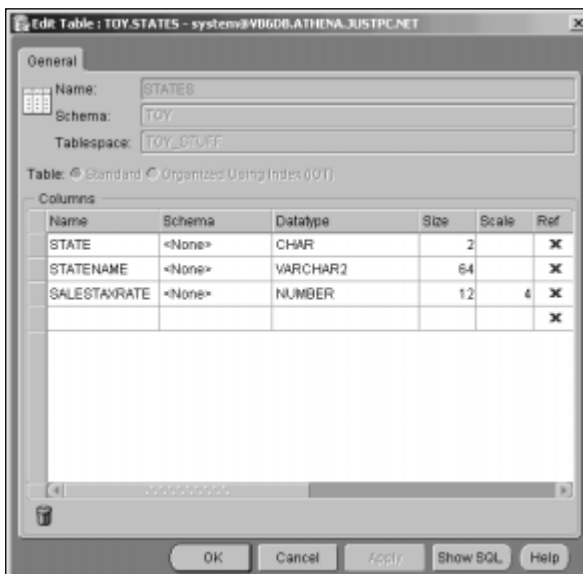 Edit Table : TOY.STATES - system@VB6DB.ATHENA.JUSTPC.NET
General
Name: STATES
Schema: TOY
Tablespace: TOY_STUFF
Table: Standard Organized Using Index (IOT)
Columns
Name Schema Datatype Size Scale Ref
STATE <None> CHAR 2
STATENAME <None> VARCHAR2 64
SALESTAXRATE <None> NUMBER 12 4
OK Cancel Apply Show SQL Help